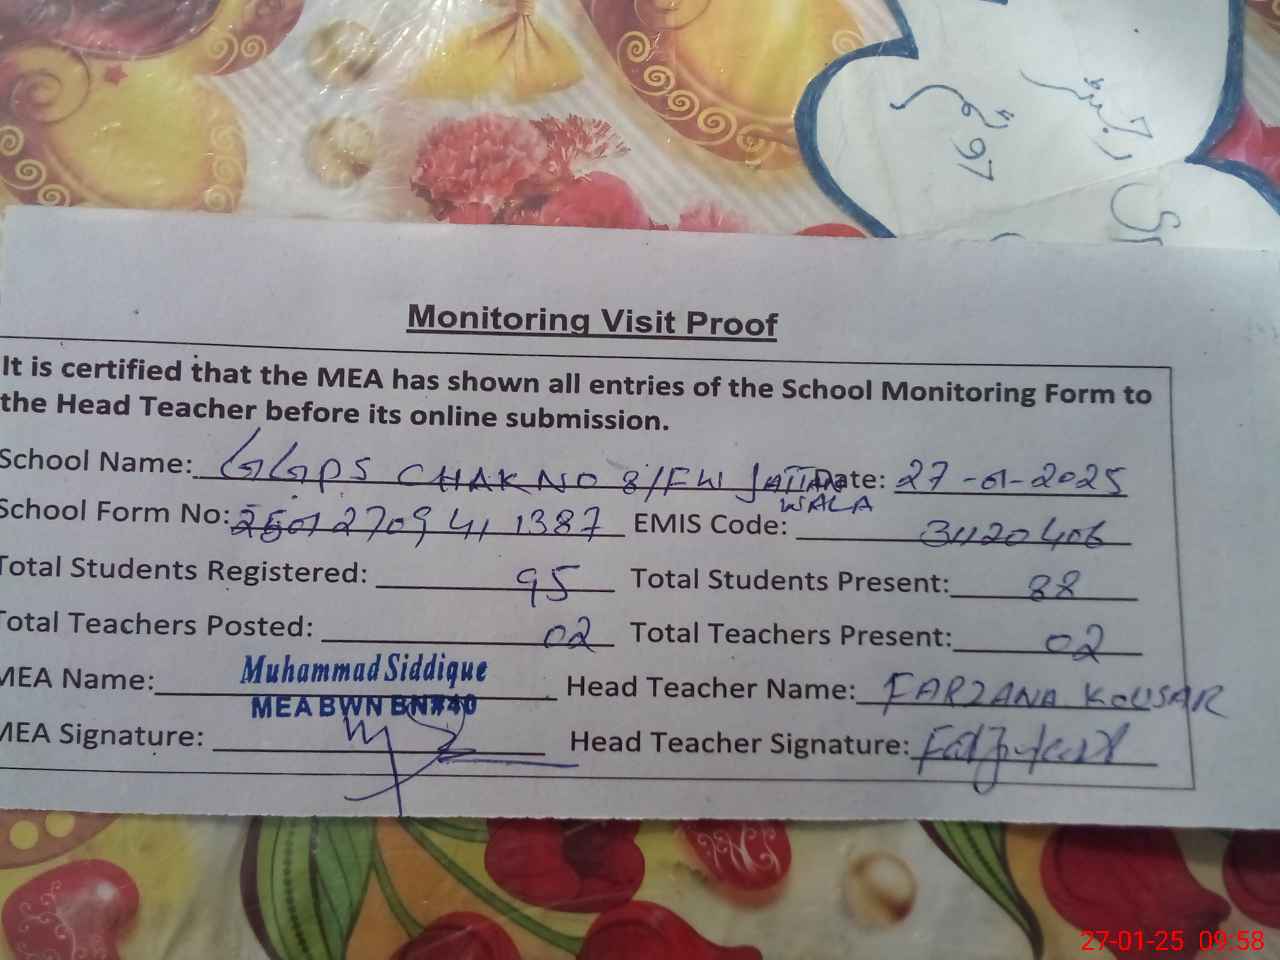 697
رجسٹر
Monitoring Visit Proof
It is certified that the MEA has shown all entries of the School Monitoring Form to
the Head Teacher before its online submission.
School Name: GGPS CHAK NO 8/FW JATTAN WALA Date: 27-01-2025
School Form No: 2501270941 1387 EMIS Code: 31120406
Total Students Registered: 95 Total Students Present: 88
Total Teachers Posted: 02 Total Teachers Present: 02
MEA Name: Muhammad Siddique Head Teacher Name: FARZANA KOUSAR
MEA BWN BN#40
MEA Signature: Head Teacher Signature:
27-01-25 09:58